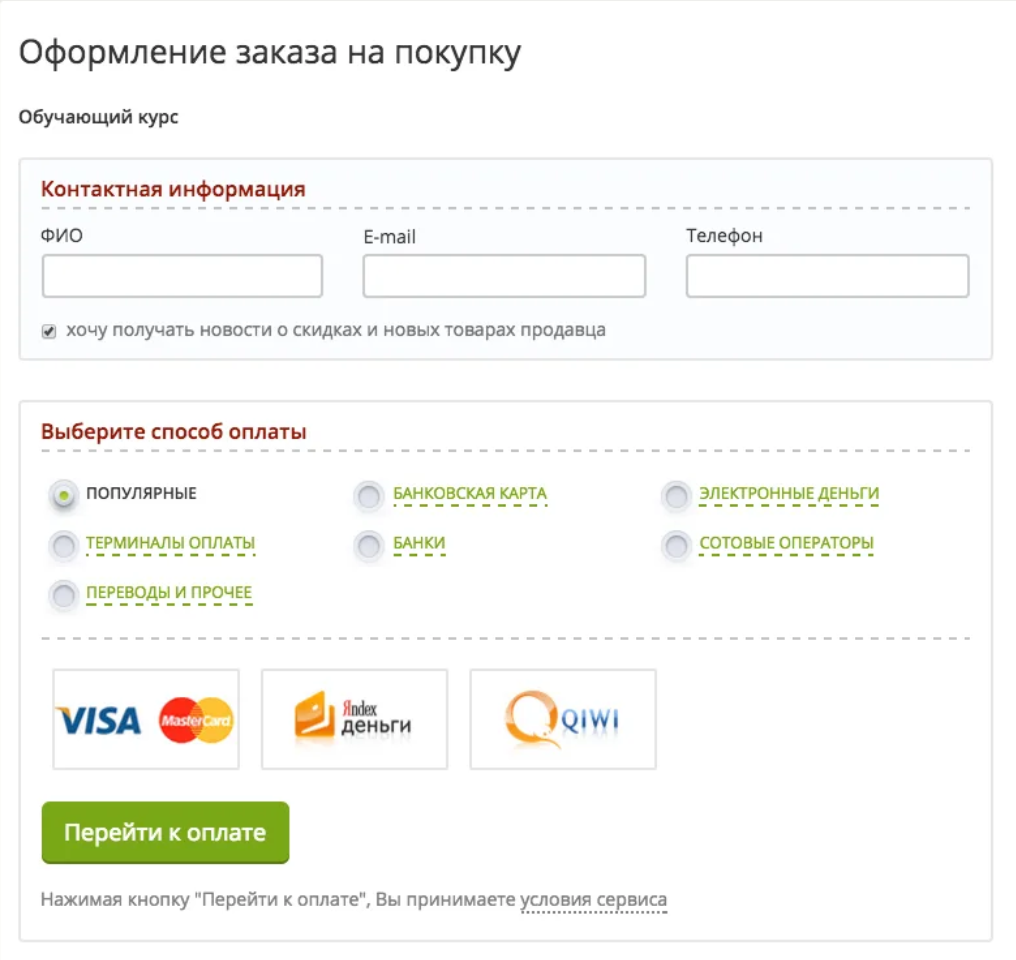 Оформление заказа на покупку
Обучающий курс
Контактная информация
ФИО E-mail Телефон
хочу получать новости о скидках и новых товарах продавца
Выберите способ оплаты
ПОПУЛЯРНЫЕ БАНКОВСКАЯ КАРТА ЭЛЕКТРОННЫЕ ДЕНЬГИ
ТЕРМИНАЛЫ ОПЛАТЫ БАНКИ СОТОВЫЕ ОПЕРАТОРЫ
ПЕРЕВОДЫ И ПРОЧЕЕ
VISA MasterCard Яndex деньги QIWI
Перейти к оплате
Нажимая кнопку "Перейти к оплате", Вы принимаете условия сервиса